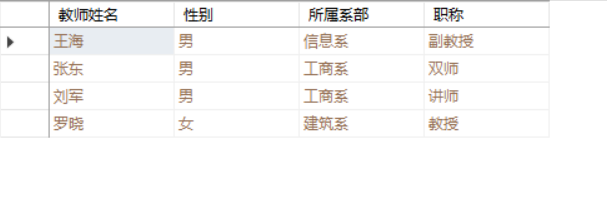 教师姓名 性别 所属系部 职称
王海 男 信息系 副教授
张东 男 工商系 双师
刘军 男 工商系 讲师
罗晓 女 建筑系 教授